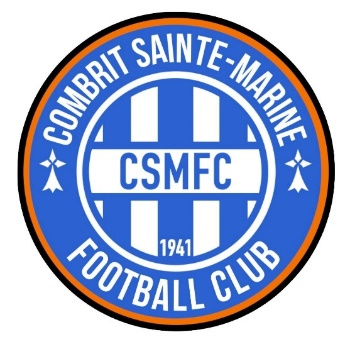 COMBRIT SAINTE-MARINE
CSMFC
1941
FOOTBALL CLUB